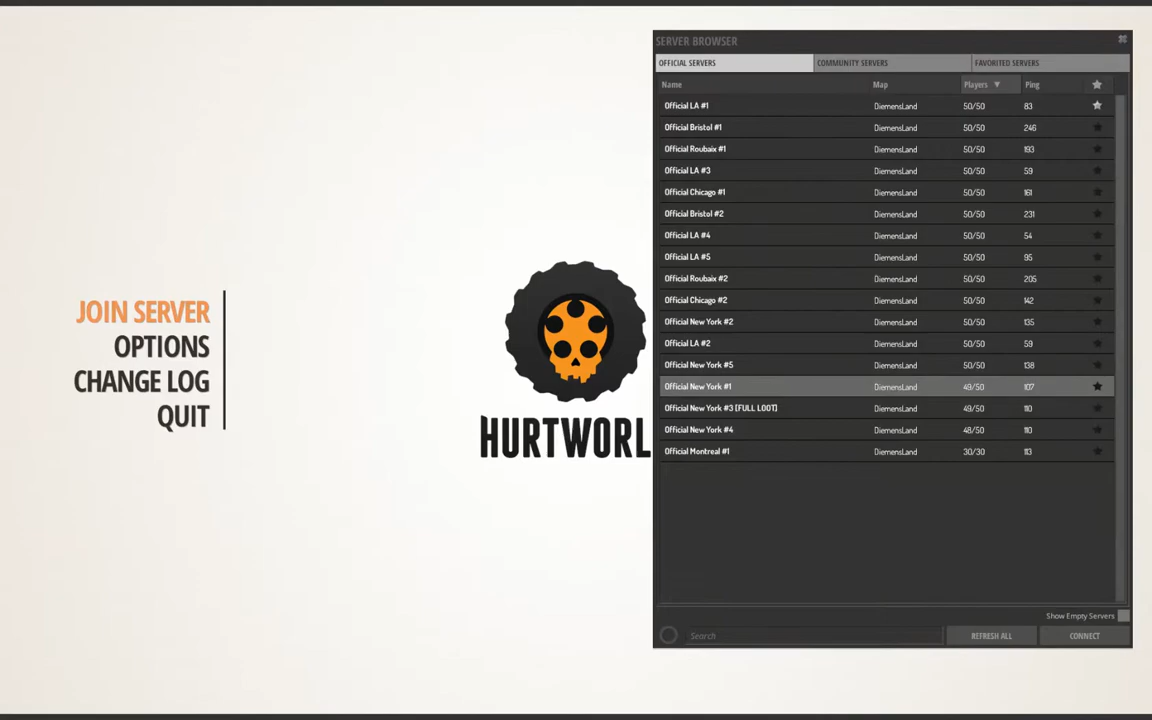 JOIN SERVER
OPTIONS
CHANGE LOG
QUIT
HURTWORL
SERVER BROWSER
OFFICIAL SERVERS COMMUNITY SERVERS FAVORITED SERVERS
Name Map Players Ping
Official LA #1 DiemensLand 50/50 83
Official Bristol #1 DiemensLand 50/50 246
Official Roubaix #1 DiemensLand 50/50 193
Official LA #3 DiemensLand 50/50 59
Official Chicago #1 DiemensLand 50/50 161
Official Bristol #2 DiemensLand 50/50 231
Official LA #4 DiemensLand 50/50 54
Official LA #5 DiemensLand 50/50 95
Official Roubaix #2 DiemensLand 50/50 205
Official Chicago #2 DiemensLand 50/50 142
Official New York #2 DiemensLand 50/50 135
Official LA #2 DiemensLand 50/50 59
Official New York #5 DiemensLand 50/50 138
Official New York #1 DiemensLand 49/50 107
Official New York #3 [FULL LOOT] DiemensLand 49/50 110
Official New York #4 DiemensLand 48/50 110
Official Montreal #1 DiemensLand 30/30 113
Show Empty Servers
Search REFRESH ALL CONNECT